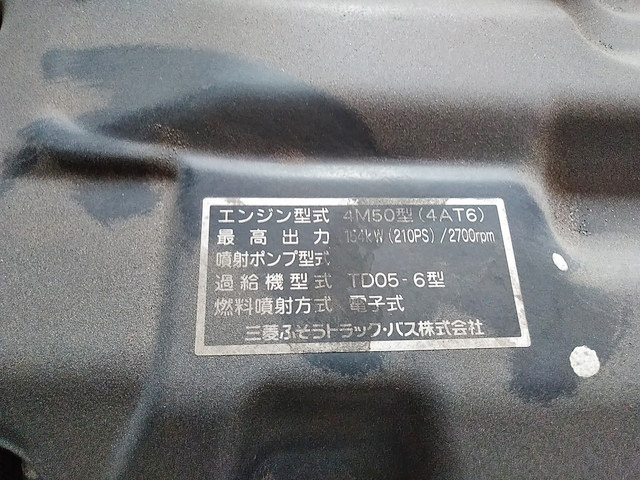 エンジン型式 4M50型(4AT6)
最高出力 154kW(210PS)/2700rpm
噴射ポンプ型式
過給機型式 TD05-6型
燃料噴射方式 電子式
三菱ふそうトラック・バス株式会社